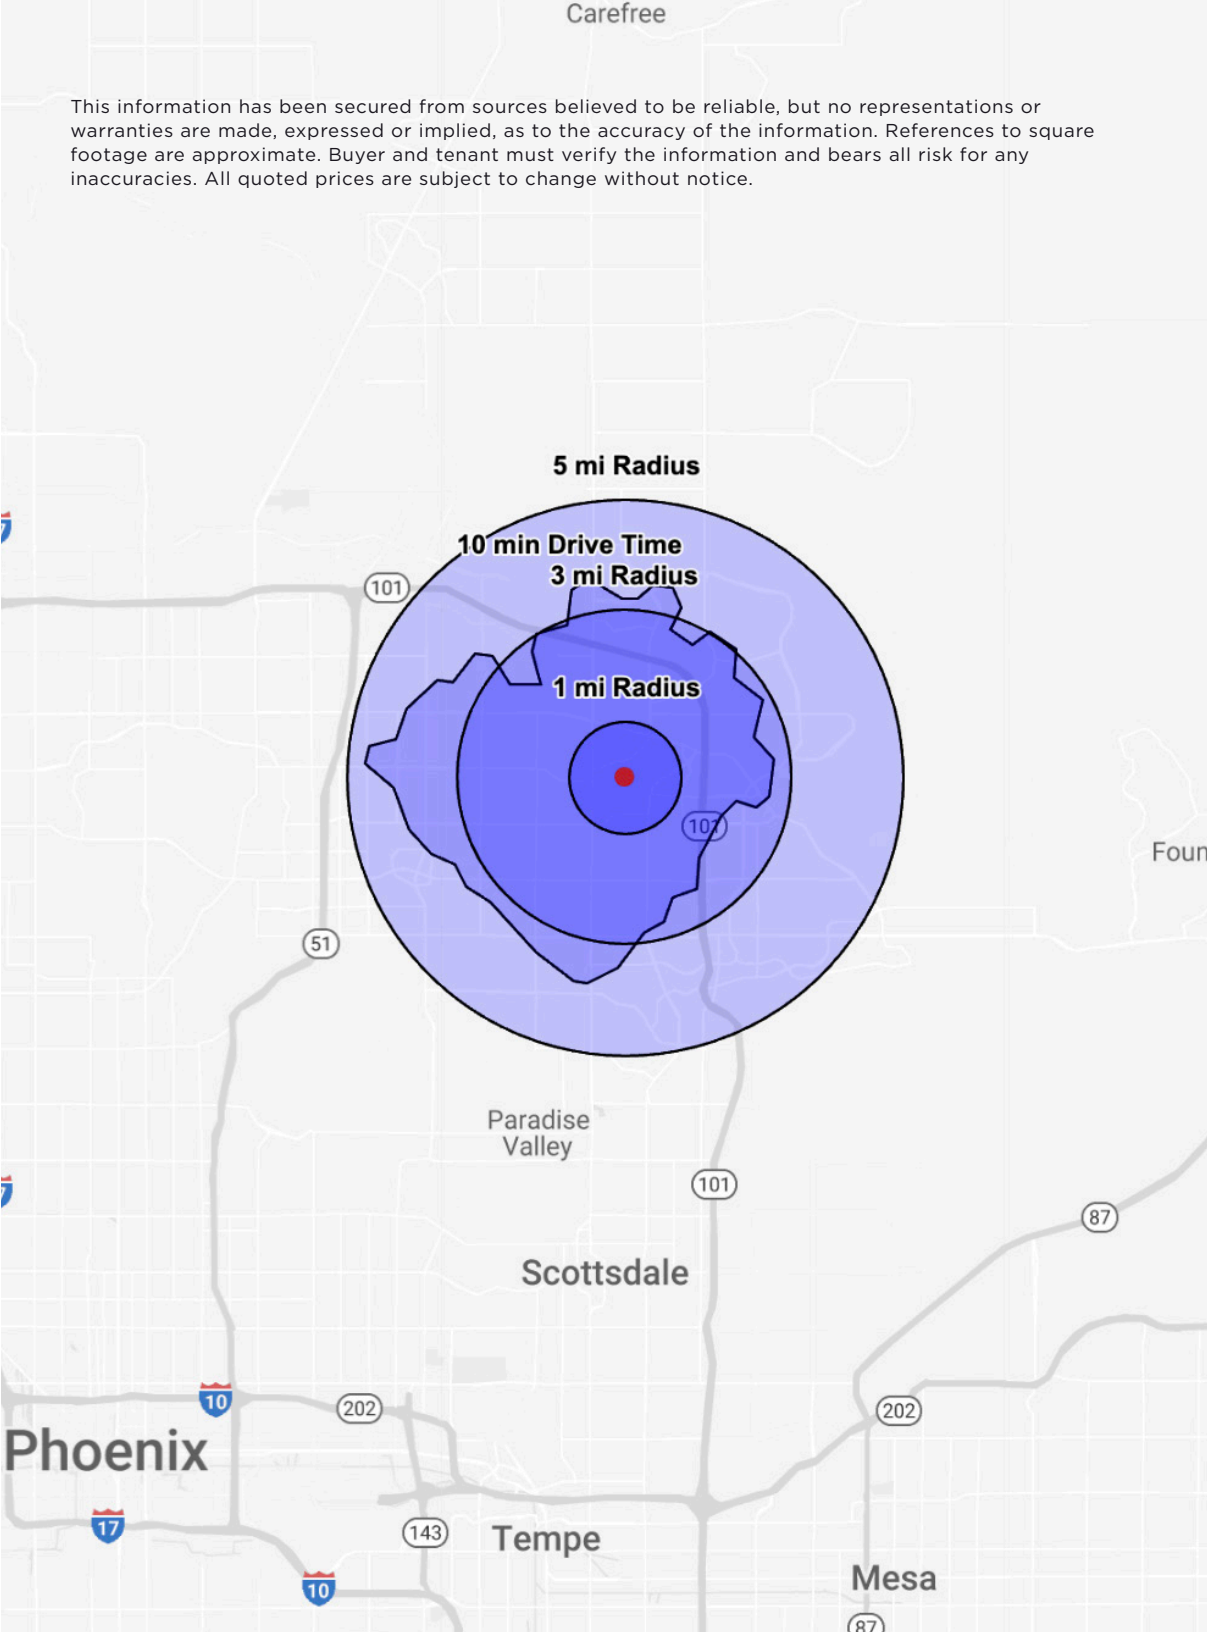 Carefree
This information has been secured from sources believed to be reliable, but no representations or
warranties are made, expressed or implied, as to the accuracy of the information. References to square
footage are approximate. Buyer and tenant must verify the information and bears all risk for any
inaccuracies. All quoted prices are subject to change without notice.
5 mi Radius
10 min Drive Time
3 mi Radius
101
1 mi Radius
101
Foun
51
Paradise
Valley
101
87
Scottsdale
10
202
202
Phoenix
17
143
Tempe
Mesa
10
87